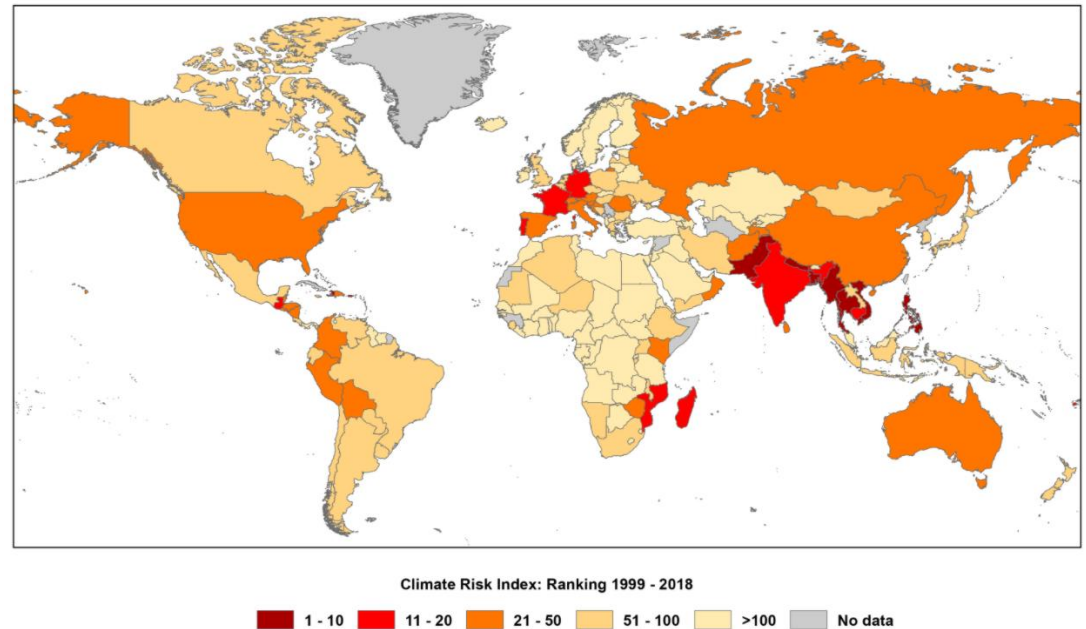 Climate Risk Index: Ranking 1999 - 2018
1 - 10 11 - 20 21 - 50 51 - 100 >100 No data